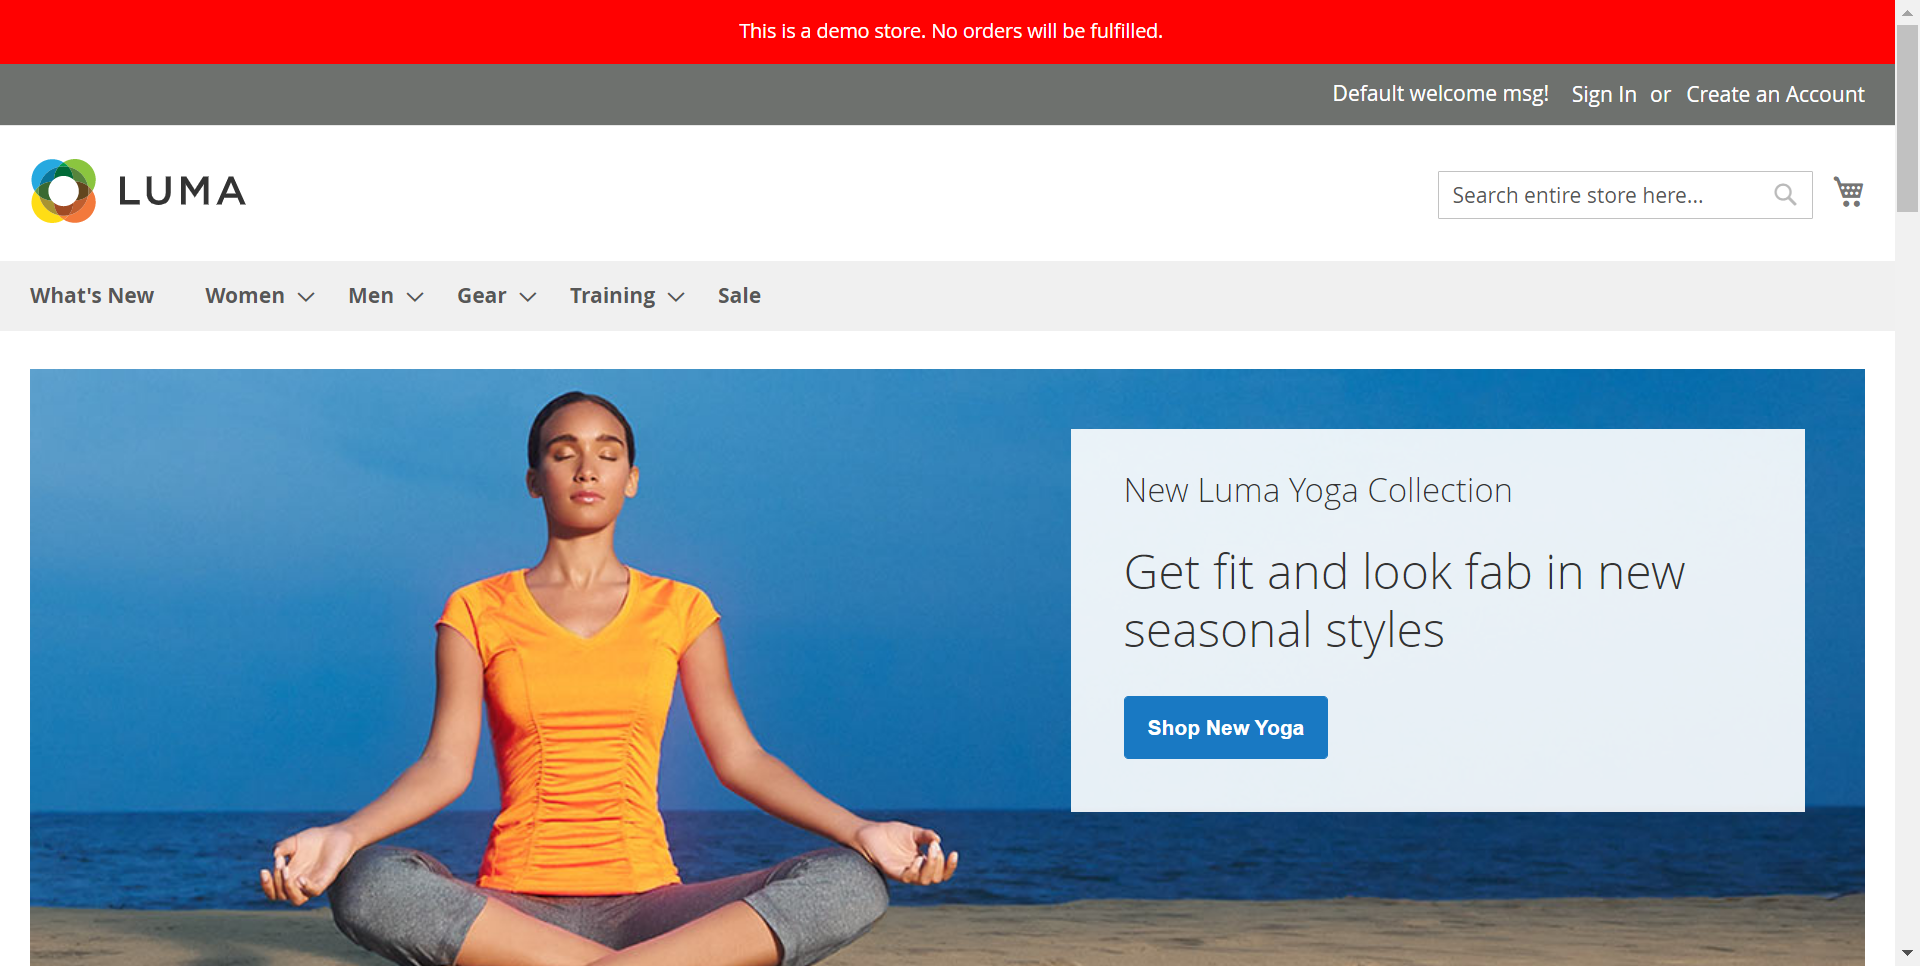 This is a demo store. No orders will be fulfilled.
Default welcome msg! Sign In or Create an Account
LUMA
Search entire store here...
What's New Women Men Gear Training Sale
New Luma Yoga Collection
Get fit and look fab in new
seasonal styles
Shop New Yoga